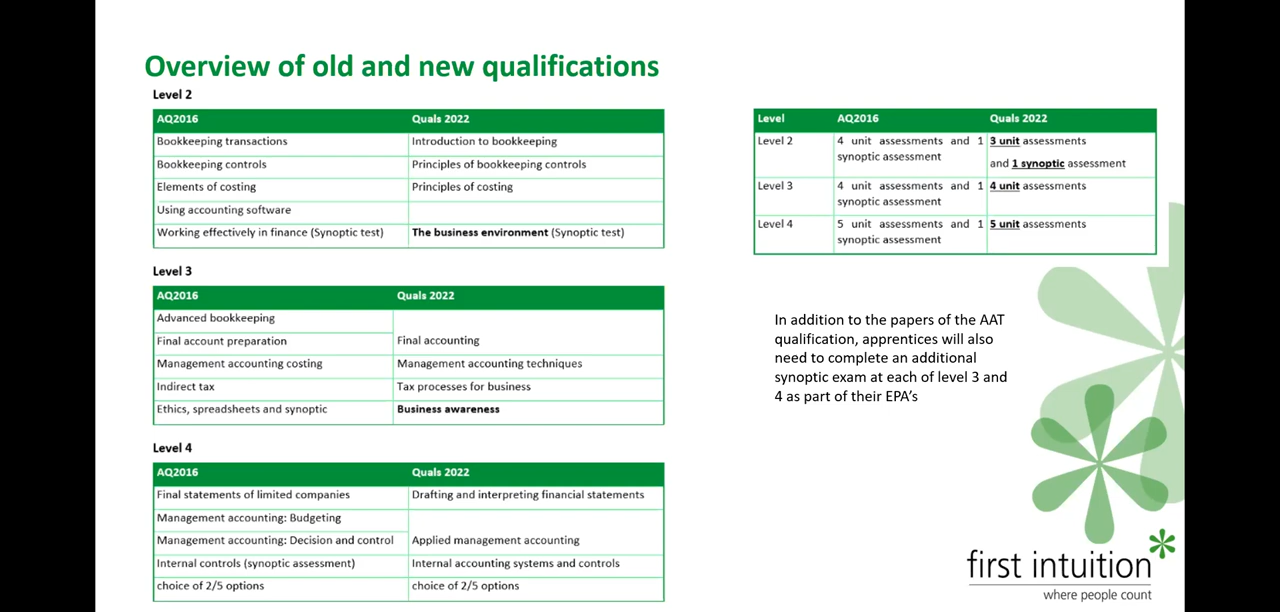 Overview of old and new qualifications
Level 2
AQ2016 Quals 2022
Bookkeeping transactions Introduction to bookkeeping
Bookkeeping controls Principles of bookkeeping controls
Elements of costing Principles of costing
Using accounting software
Working effectively in finance (Synoptic test) The business environment (Synoptic test)
Level 3
AQ2016 Quals 2022
Advanced bookkeeping
Final account preparation Final accounting
Management accounting costing Management accounting techniques
Indirect tax Tax processes for business
Ethics, spreadsheets and synoptic Business awareness
Level 4
AQ2016 Quals 2022
Final statements of limited companies Drafting and interpreting financial statements
Management accounting: Budgeting
Management accounting: Decision and control Applied management accounting
Internal controls (synoptic assessment) Internal accounting systems and controls
choice of 2/5 options choice of 2/5 options
Level AQ2016 Quals 2022
Level 2 4 unit assessments and 1 3 unit assessments
synoptic assessment and 1 synoptic assessment
Level 3 4 unit assessments and 1 4 unit assessments
synoptic assessment
Level 4 5 unit assessments and 1 5 unit assessments
synoptic assessment
In addition to the papers of the AAT
qualification, apprentices will also
need to complete an additional
synoptic exam at each of level 3 and
4 as part of their EPA’s
first intuition
where people count